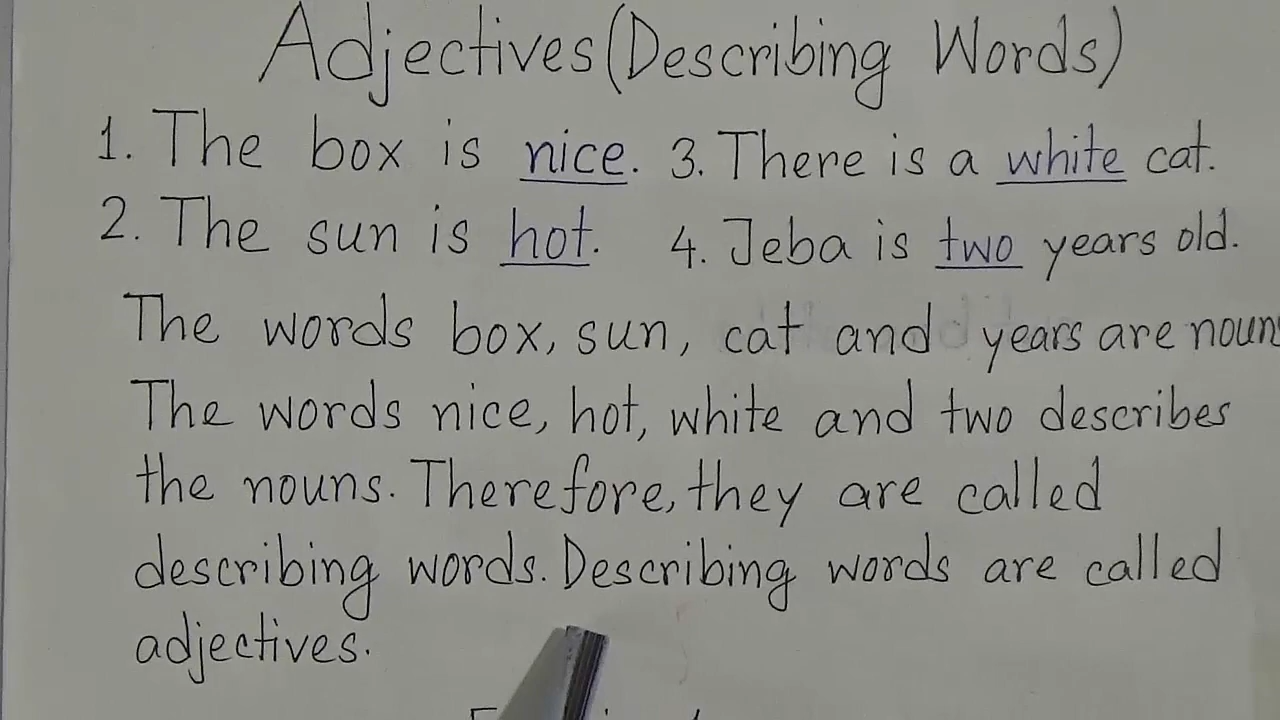 Adjectives (Describing Words)
1. The box is nice. 3. There is a white cat.
2. The sun is hot. 4. Jeba is two years old.
The words box, sun, cat and years are noun
The words nice, hot, white and two describes
the nouns. Therefore, they are called
describing words. Describing words are called
adjectives.